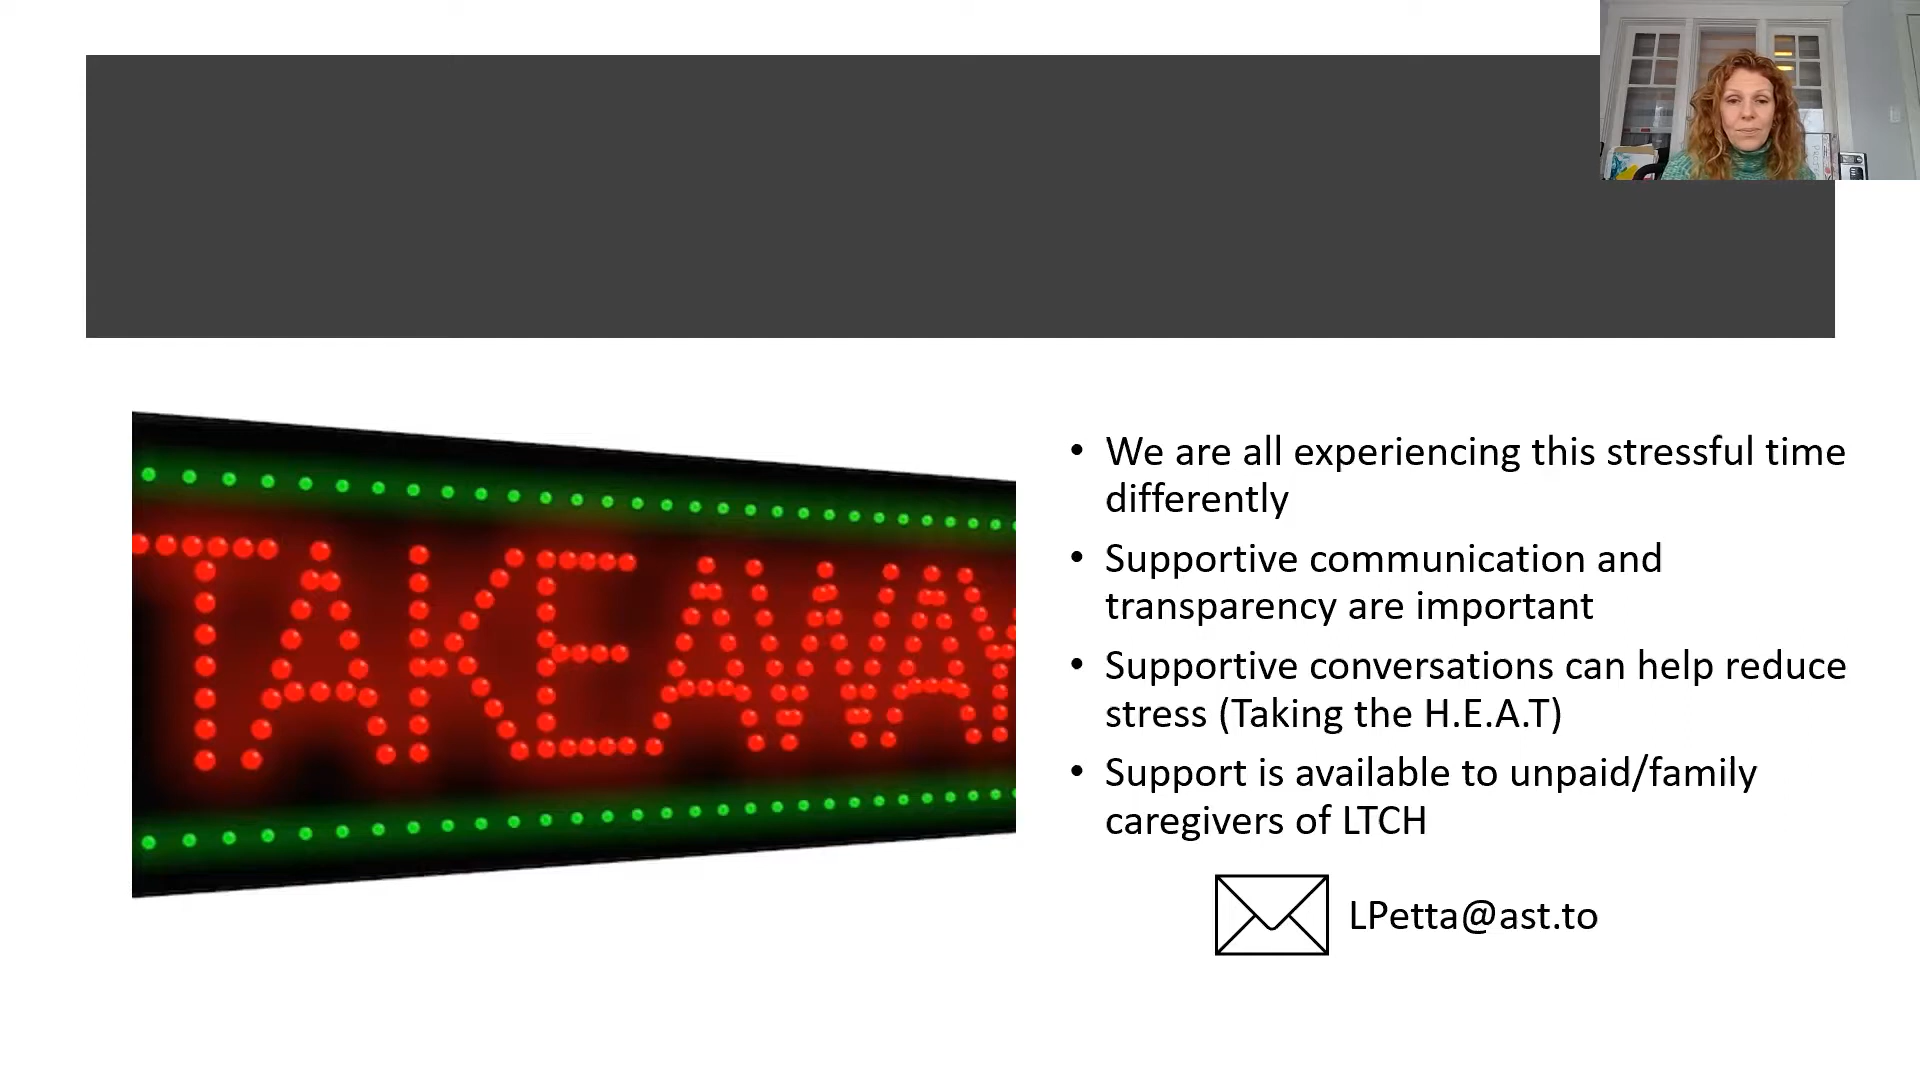 TAKEAWAY
• We are all experiencing this stressful time
differently
• Supportive communication and
transparency are important
• Supportive conversations can help reduce
stress (Taking the H.E.A.T)
• Support is available to unpaid/family
caregivers of LTCH
LPetta@ast.to